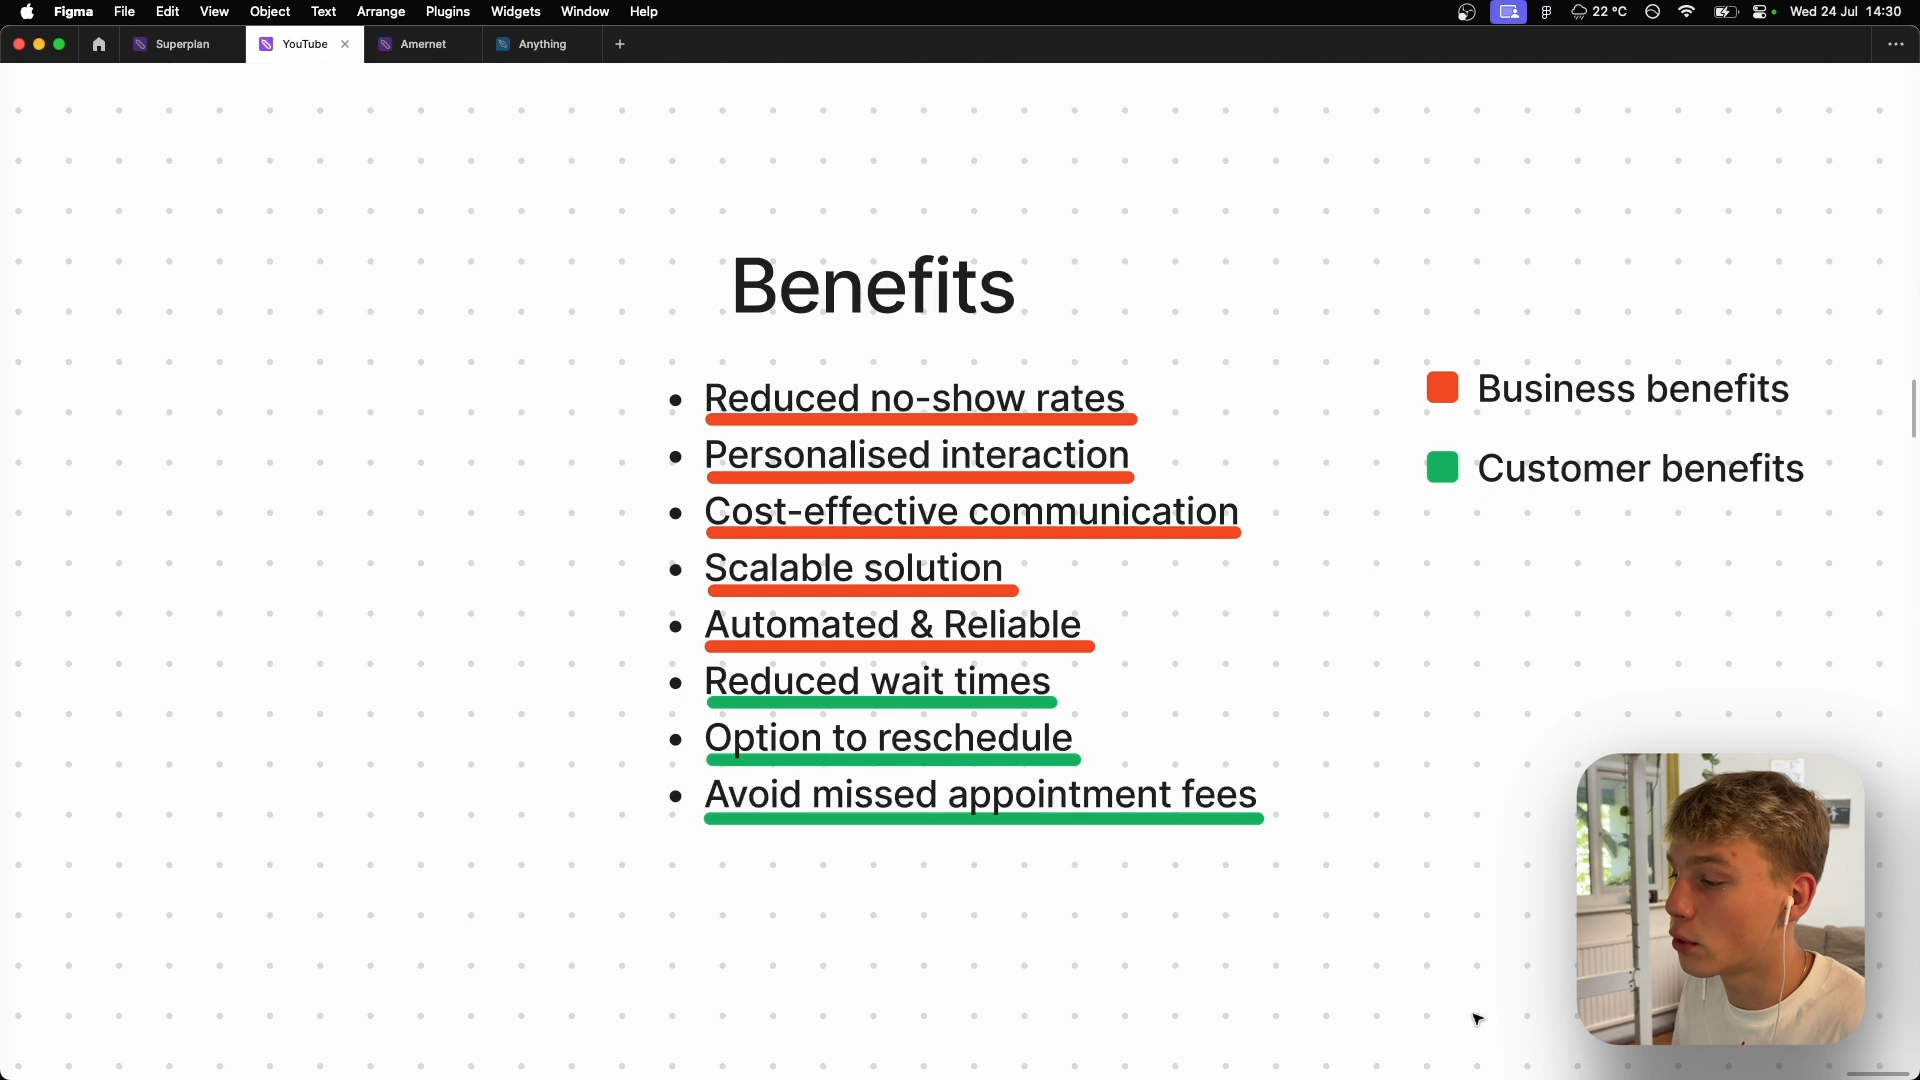 Figma File Edit View Object Text Arrange Plugins Widgets Window Help 22 °C Wed 24 Jul 14:30
Superplan YouTube Amernet Anything
Benefits
• Reduced no-show rates
• Personalised interaction
• Cost-effective communication
• Scalable solution
• Automated & Reliable
• Reduced wait times
• Option to reschedule
• Avoid missed appointment fees
Business benefits
Customer benefits